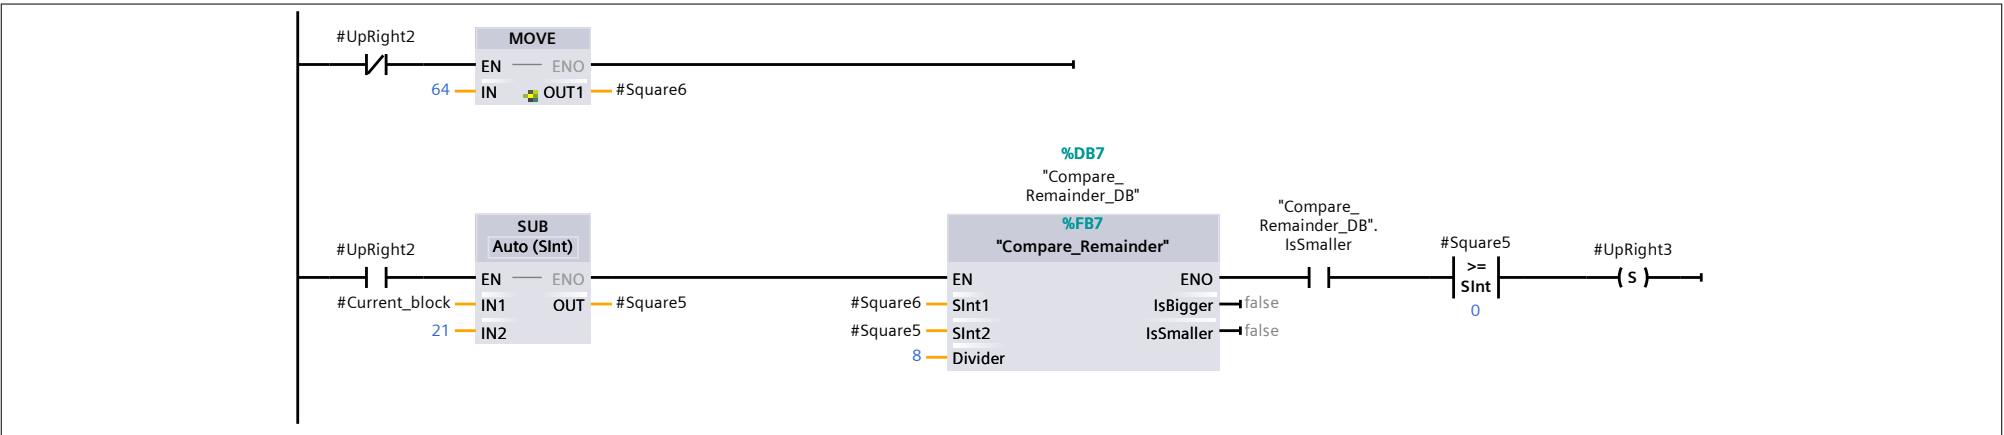 #UpRight2
MOVE
EN ENO
64 IN OUT1 #Square6
%DB7
"Compare_
Remainder_DB"
%FB7
"Compare_Remainder"
"Compare_
Remainder_DB".
IsSmaller
#Square5
#UpRight3
SUB
Auto (SInt)
#UpRight2
EN ENO
#Current_block IN1 OUT #Square5
21 IN2
EN ENO
#Square6 SInt1 IsBigger false
#Square5 SInt2 IsSmaller false
8 Divider
>=
SInt
0
S